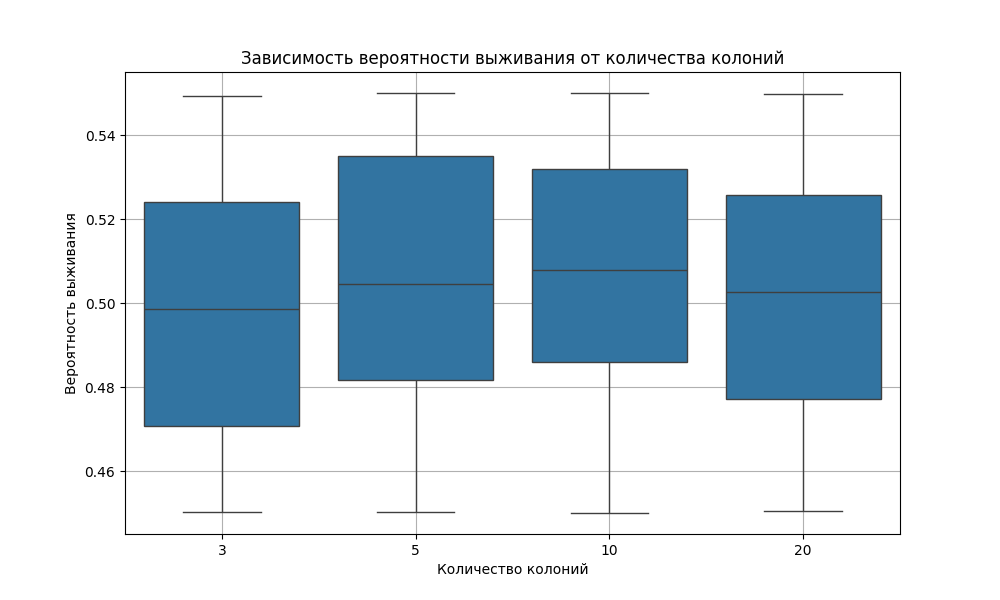 Зависимость вероятности выживания от количества колоний
0.54
0.52
0.50
0.48
0.46
Вероятность выживания
3 5 10 20
Количество колоний